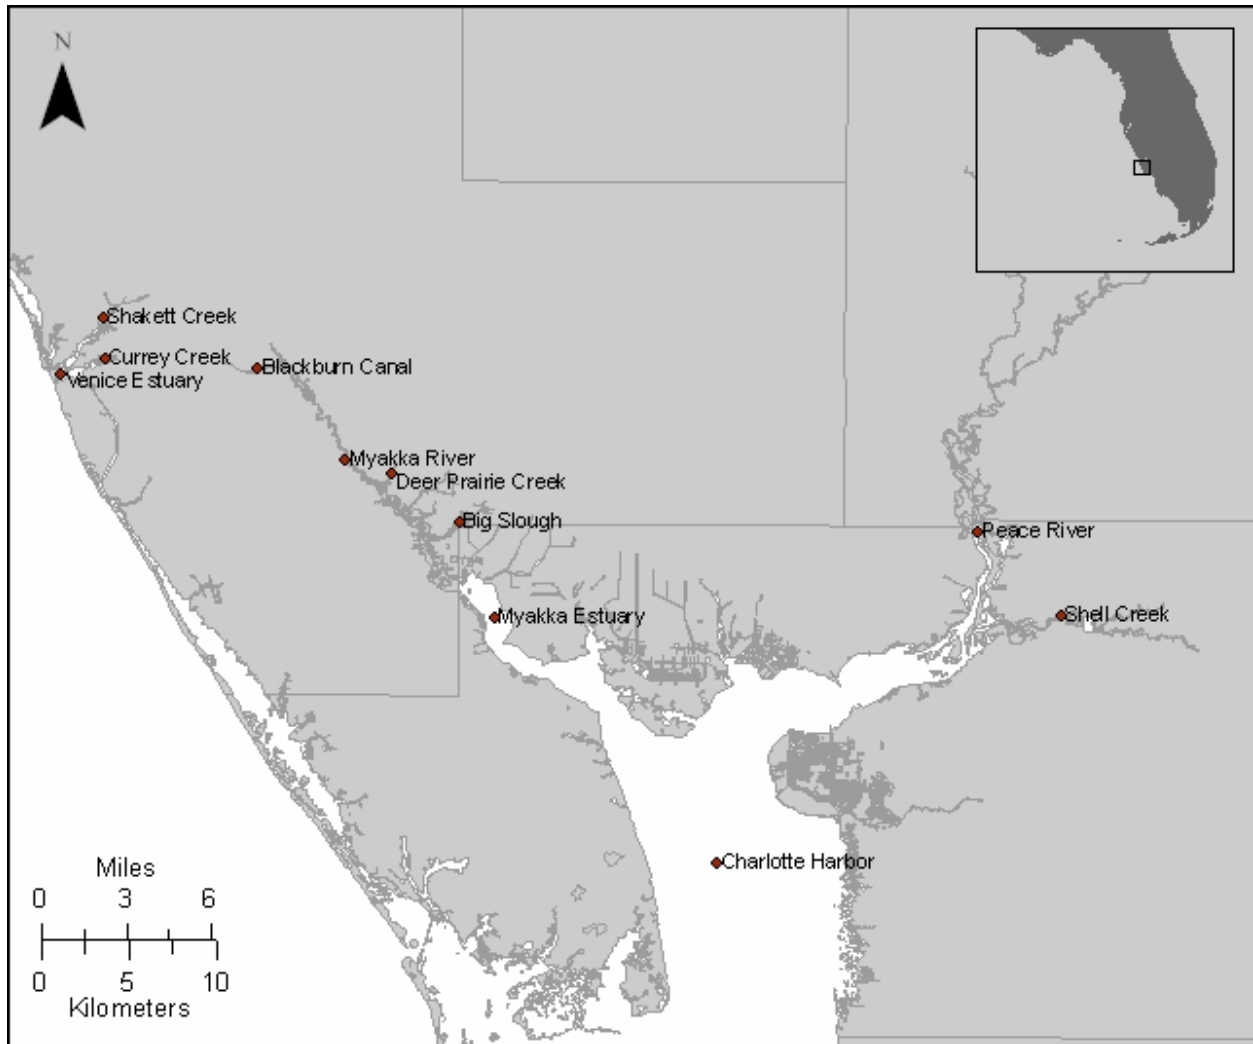 N
Shakett Creek
Currey Creek
Venice Estuary
Blackburn Canal
Myakka River
Deer Prairie Creek
Big Slough
Peace River
Myakka Estuary
Shell Creek
Charlotte Harbor
Miles
0 3 6
0 5 10
Kilometers